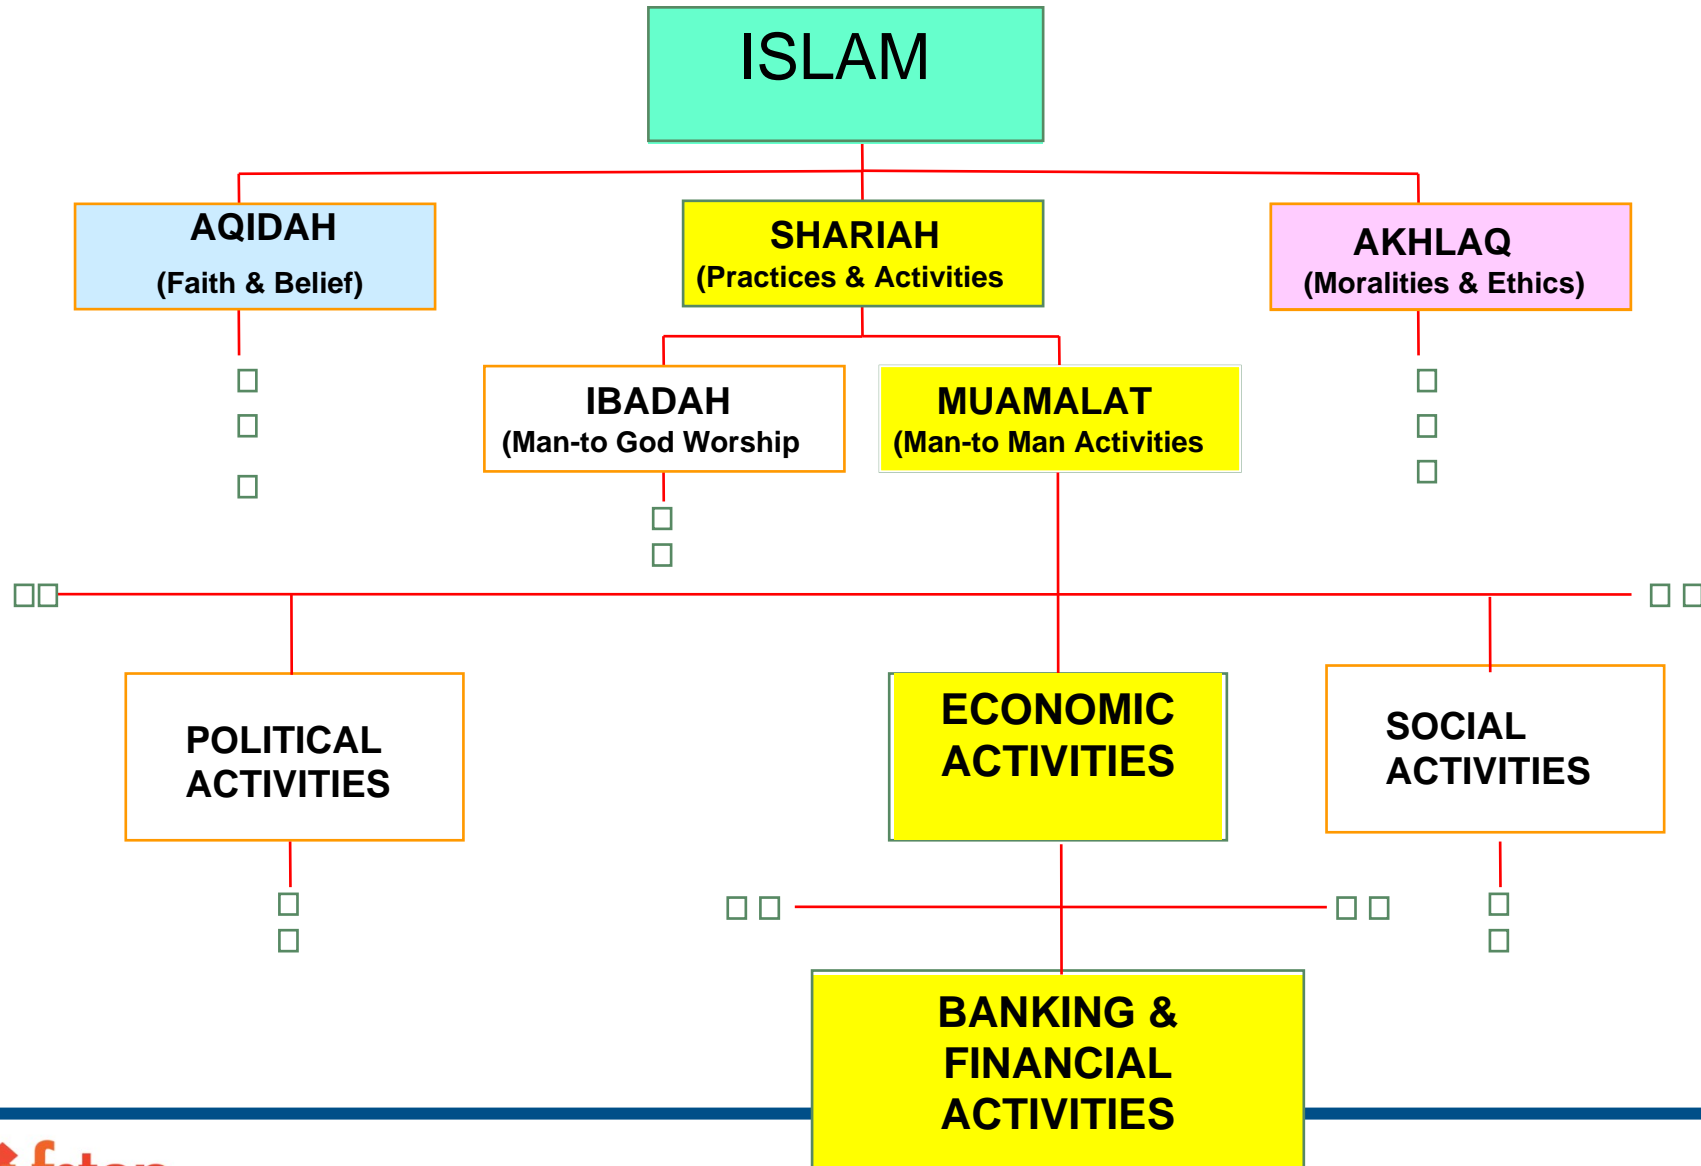 ISLAM
AQIDAH
(Faith & Belief)
SHARIAH
(Practices & Activities
AKHLAQ
(Moralities & Ethics)
IBADAH
(Man-to God Worship
MUAMALAT
(Man-to Man Activities
POLITICAL
ACTIVITIES
ECONOMIC
ACTIVITIES
SOCIAL
ACTIVITIES
BANKING &
FINANCIAL
ACTIVITIES